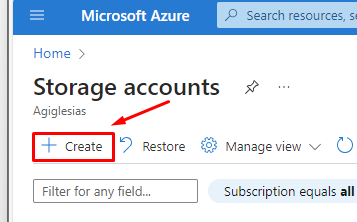 Microsoft Azure
Search resources, se
Home
Storage accounts
Agiglesias
Create
Restore
Manage view
Filter for any field...
Subscription equals all